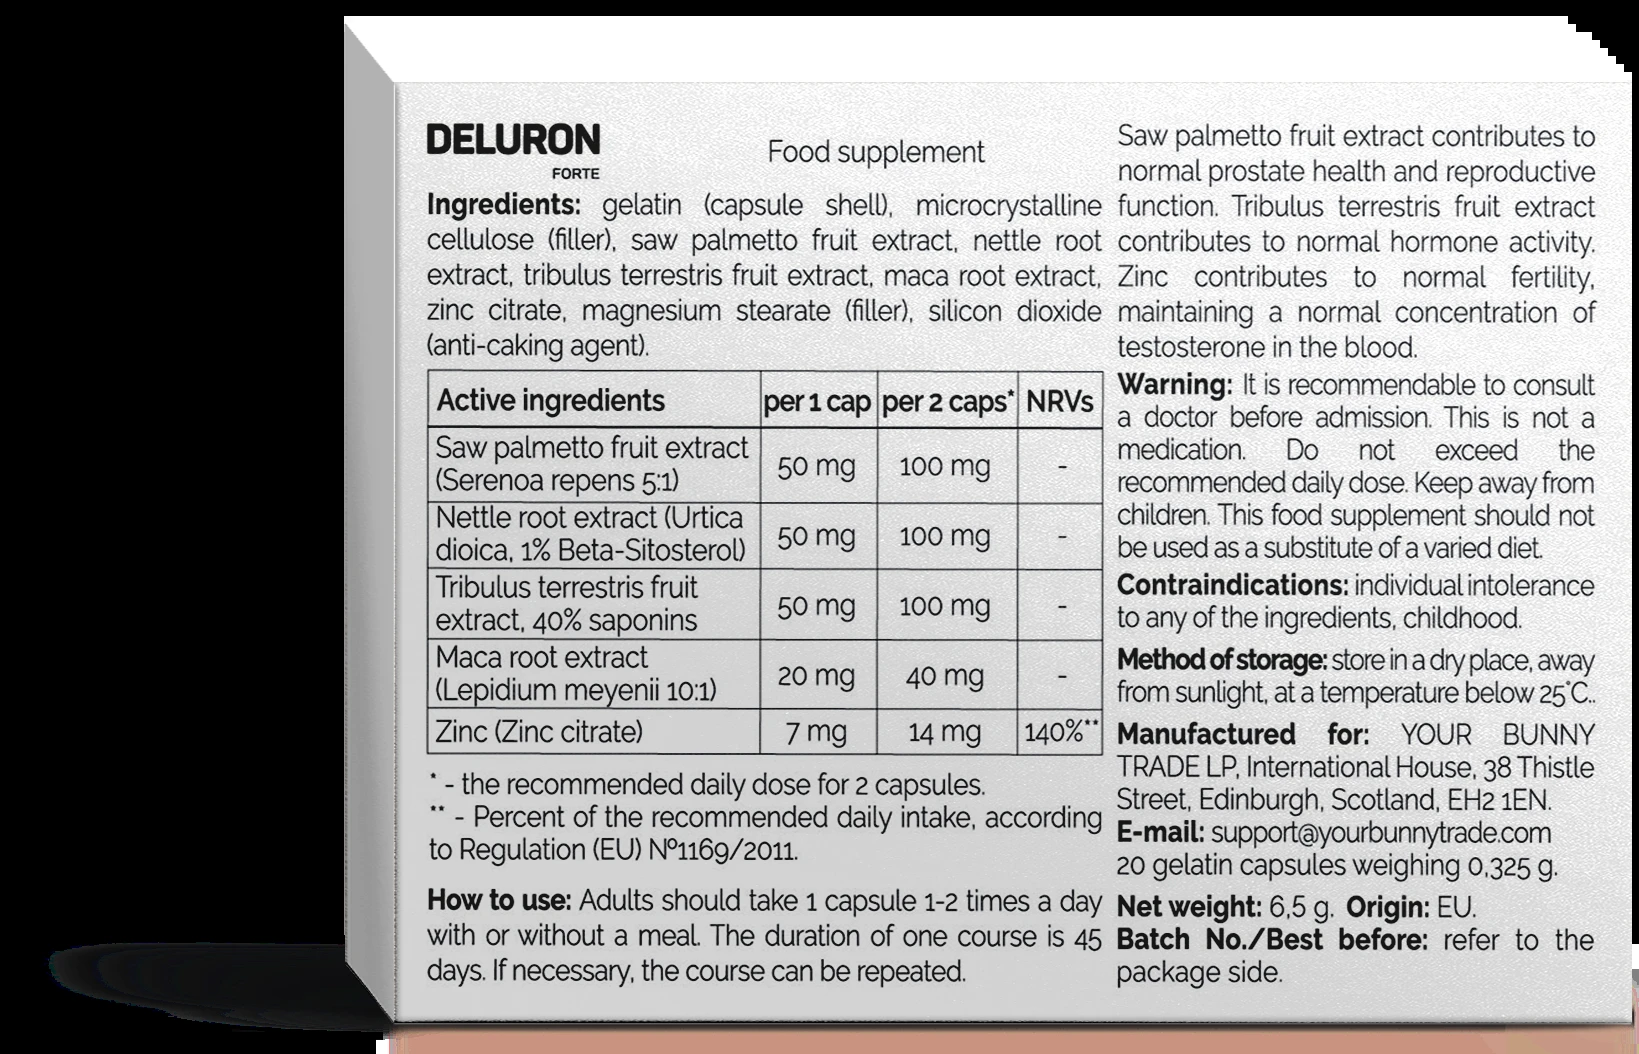 DELURON
FORTE
Food supplement
Ingredients: gelatin (capsule shell), microcrystalline
cellulose (filler), saw palmetto fruit extract, nettle root
extract, tribulus terrestris fruit extract, maca root extract,
zinc citrate, magnesium stearate (filler), silicon dioxide
(anti-caking agent).
Active ingredients per 1 cap per 2 caps* NRVs
Saw palmetto fruit extract
(Serenoa repens 5:1) 50 mg 100 mg -
Nettle root extract (Urtica
dioica, 1% Beta-Sitosterol) 50 mg 100 mg -
Tribulus terrestris fruit
extract, 40% saponins 50 mg 100 mg -
Maca root extract
(Lepidium meyenii 10:1) 20 mg 40 mg -
Zinc (Zinc citrate) 7 mg 14 mg 140%**
* - the recommended daily dose for 2 capsules.
** - Percent of the recommended daily intake, according
to Regulation (EU) Nº1169/2011.
How to use: Adults should take 1 capsule 1-2 times a day
with or without a meal. The duration of one course is 45
days. If necessary, the course can be repeated.
Saw palmetto fruit extract contributes to
normal prostate health and reproductive
function. Tribulus terrestris fruit extract
contributes to normal hormone activity.
Zinc contributes to normal fertility,
maintaining a normal concentration of
testosterone in the blood.
Warning: It is recommendable to consult
a doctor before admission. This is not a
medication. Do not exceed the
recommended daily dose. Keep away from
children. This food supplement should not
be used as a substitute of a varied diet.
Contraindications: individual intolerance
to any of the ingredients, childhood.
Method of storage: store in a dry place, away
from sunlight, at a temperature below 25°C..
Manufactured for: YOUR BUNNY
TRADE LP, International House, 38 Thistle
Street, Edinburgh, Scotland, EH2 1EN.
E-mail: support@yourbunnytrade.com
20 gelatin capsules weighing 0,325 g.
Net weight: 6,5 g. Origin: EU.
Batch No./Best before: refer to the
package side.